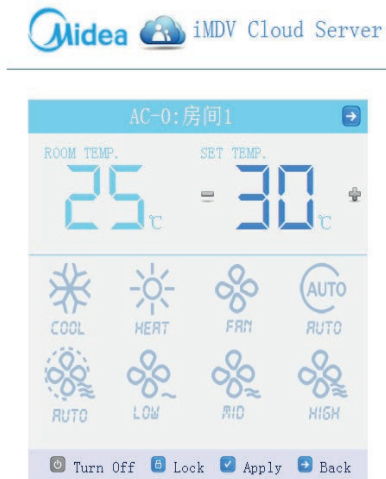 Midea iMDV Cloud Server
AC-0:房间1
ROOM TEMP. SET TEMP.
25℃ 30℃
AUTO
COOL HEAT FAN AUTO
AUTO LOW MID HIGH
Turn Off Lock Apply Back